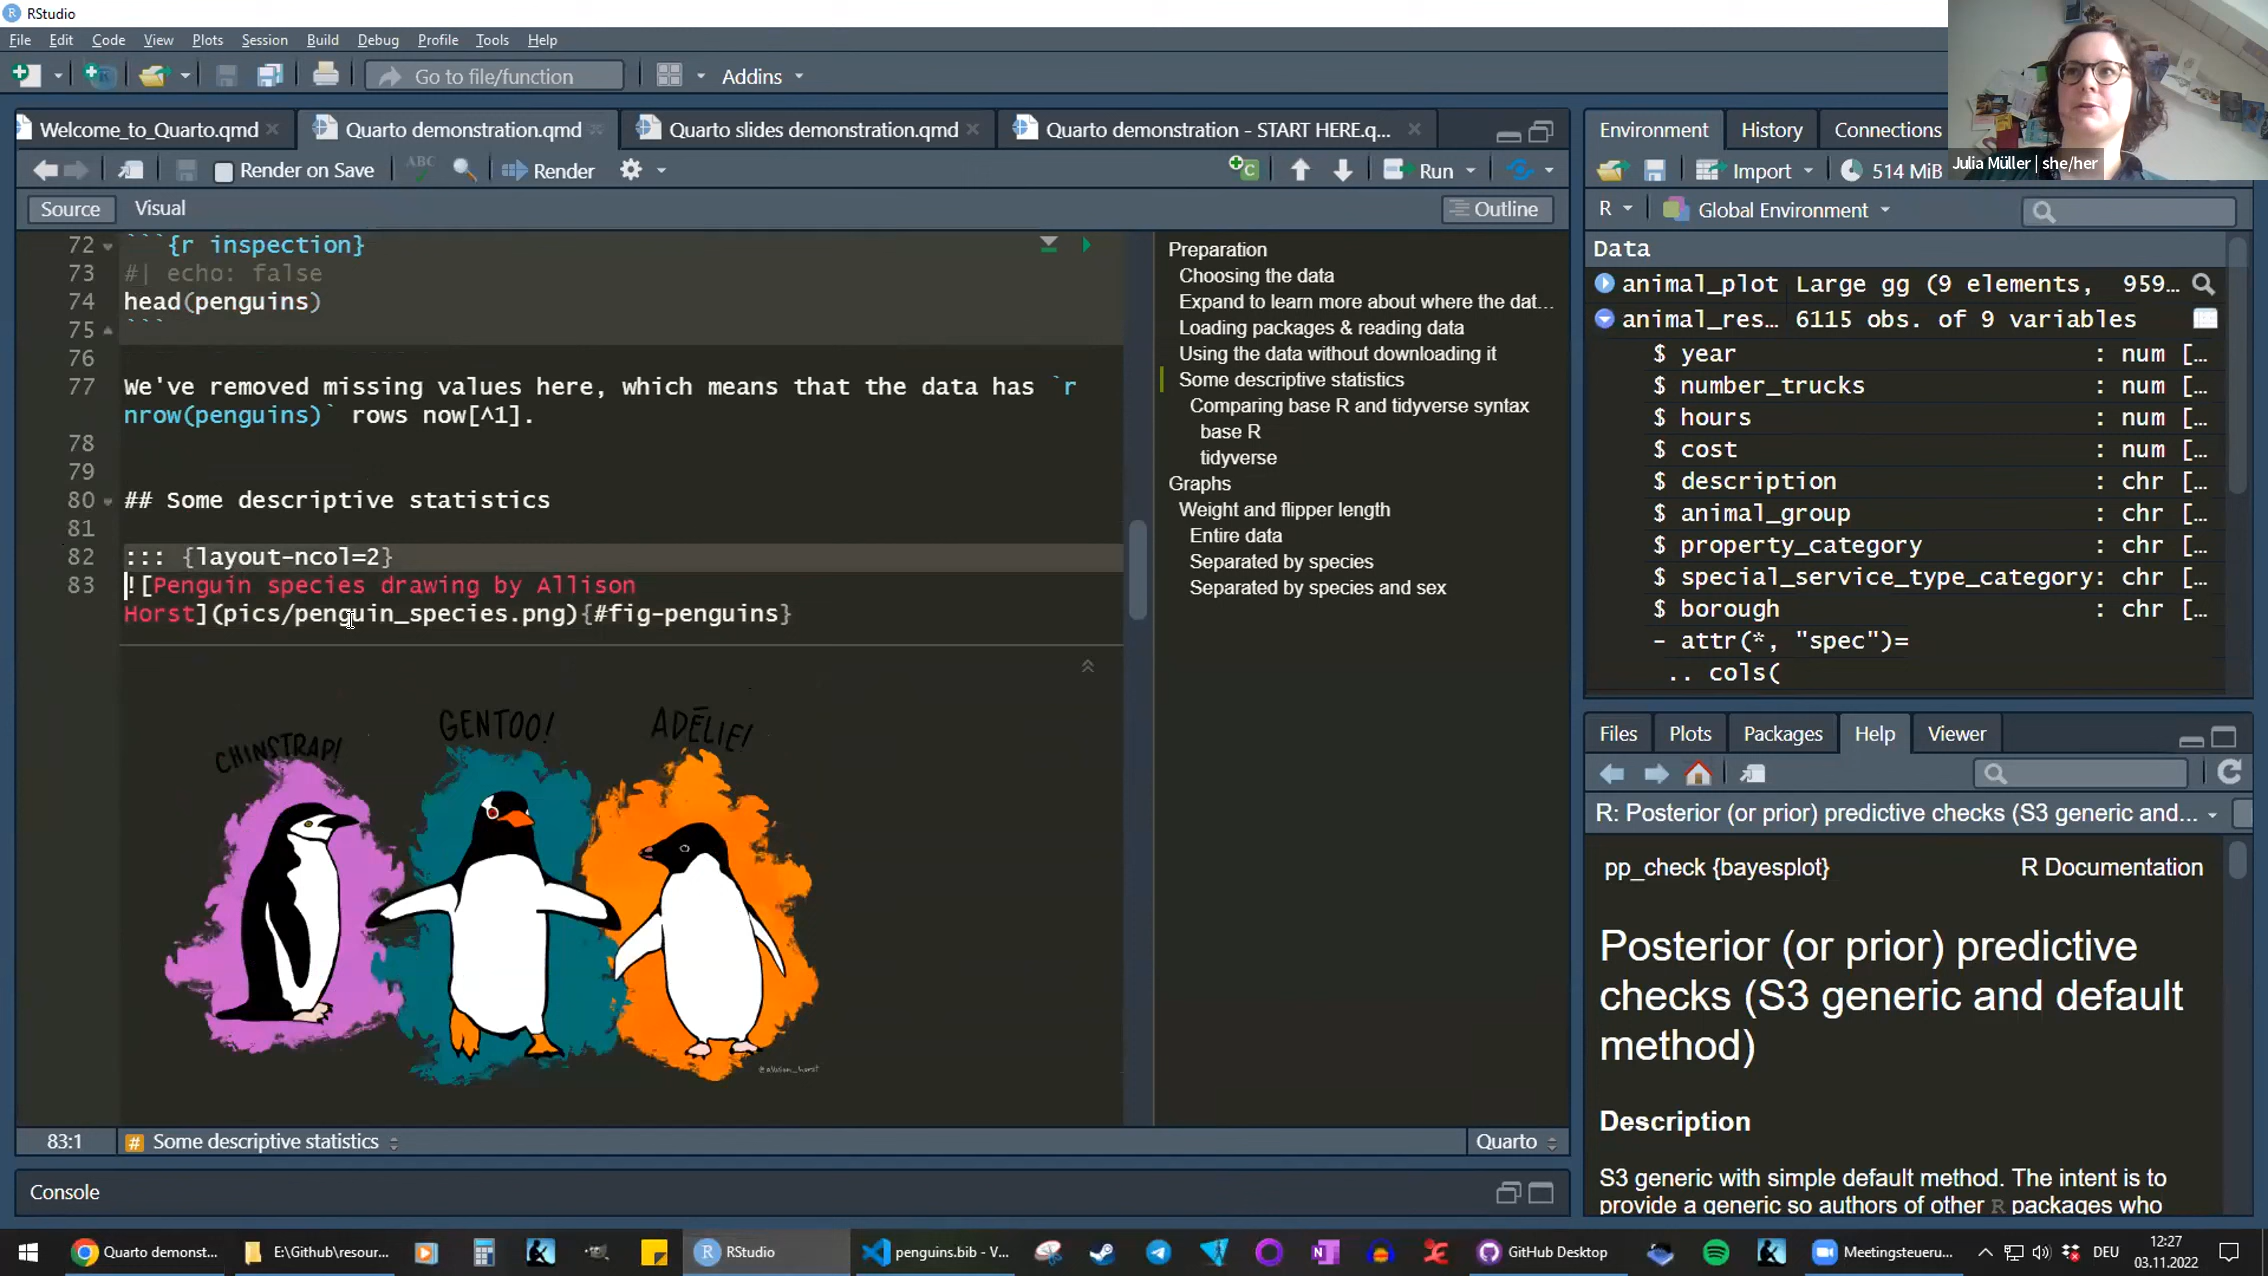 RStudio
File Edit Code View Plots Session Build Debug Profile Tools Help
Go to file/function
Addins
Julia Müller | she/her
Welcome_to_Quarto.qmd
Quarto demonstration.qmd
Quarto slides demonstration.qmd
Quarto demonstration - START HERE.q...
Render on Save
ABC
Render
Run
Source
Visual
Outline
72 ```{r inspection}
73 #| echo: false
74 head(penguins)
75 ```
76
77 We've removed missing values here, which means that the data has `r
nrow(penguins)` rows now[^1].
78
79
80 ## Some descriptive statistics
81
82 ::: {layout-ncol=2}
83 ![Penguin species drawing by Allison
Horst](pics/penguin_species.png){#fig-penguins}
CHINSTRAP!
GENTOO!
ADÉLIE!
@allison_horst
83:1
# Some descriptive statistics
Quarto
Console
Preparation
Choosing the data
Expand to learn more about where the dat...
Loading packages & reading data
Using the data without downloading it
Some descriptive statistics
Comparing base R and tidyverse syntax
base R
tidyverse
Graphs
Weight and flipper length
Entire data
Separated by species
Separated by species and sex
Environment History Connections
Import
514 MiB
R
Global Environment
Data
animal_plot Large gg (9 elements, 959...
animal_res... 6115 obs. of 9 variables
$ year : num [...
$ number_trucks : num [...
$ hours : num [...
$ cost : num [...
$ description : chr [...
$ animal_group : chr [...
$ property_category : chr [...
$ special_service_type_category: chr [...
$ borough : chr [...
- attr(*, "spec")=
.. cols(
Files Plots Packages Help Viewer
R: Posterior (or prior) predictive checks (S3 generic and...
pp_check {bayesplot}
R Documentation
Posterior (or prior) predictive
checks (S3 generic and default
method)
Description
S3 generic with simple default method. The intent is to
provide a generic so authors of other R packages who
Quarto demonst...
E:\Github\resour...
RStudio
penguins.bib - V...
GitHub Desktop
Meetingsteueru...
DEU
12:27
03.11.2022